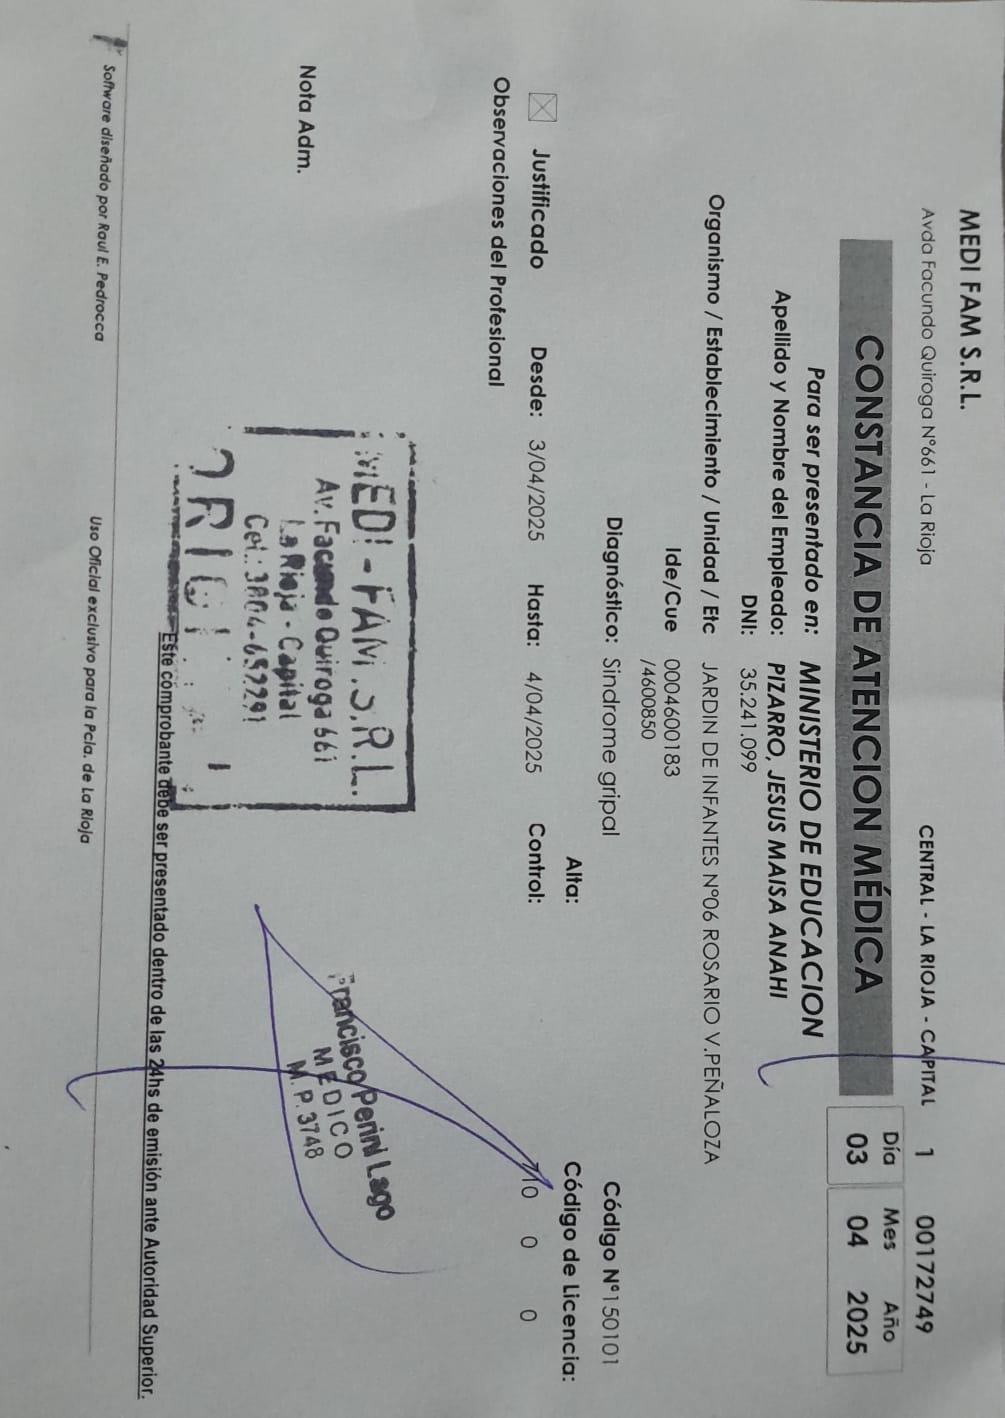 MEDI FAM S.R.L.
Avda Facundo Quiroga N°661 - La Rioja
CENTRAL - LA RIOJA - CAPITAL 1 00172749
CONSTANCIA DE ATENCION MÉDICA
Día Mes Año
03 04 2025
Para ser presentado en: MINISTERIO DE EDUCACION
Apellido y Nombre del Empleado: PIZARRO, JESUS MAISA ANAHI
DNI: 35.241.099
Organismo / Establecimiento / Unidad / Etc JARDIN DE INFANTES N°06 ROSARIO V.PEÑALOZA
Ide/Cue 0004600183
/4600850
Diagnóstico: Sindrome gripal Código N°150101
Alta: Código de Licencia:
Justificado Desde: 3/04/2025 Hasta: 4/04/2025 Control: 0 0 0
Observaciones del Profesional
MEDI-FAM.S.R.L.
Av. Facundo Quiroga 661
La Rioja - Capital
Francisco Perini Lago
MEDICO
M.P. 3748
Nota Adm.
Este comprobante debe ser presentado dentro de las 24hs de emisión ante Autoridad Superior.
Software diseñado por Raul E. Pedrocca
Uso Oficial exclusivo para la Pcia. de La Rioja